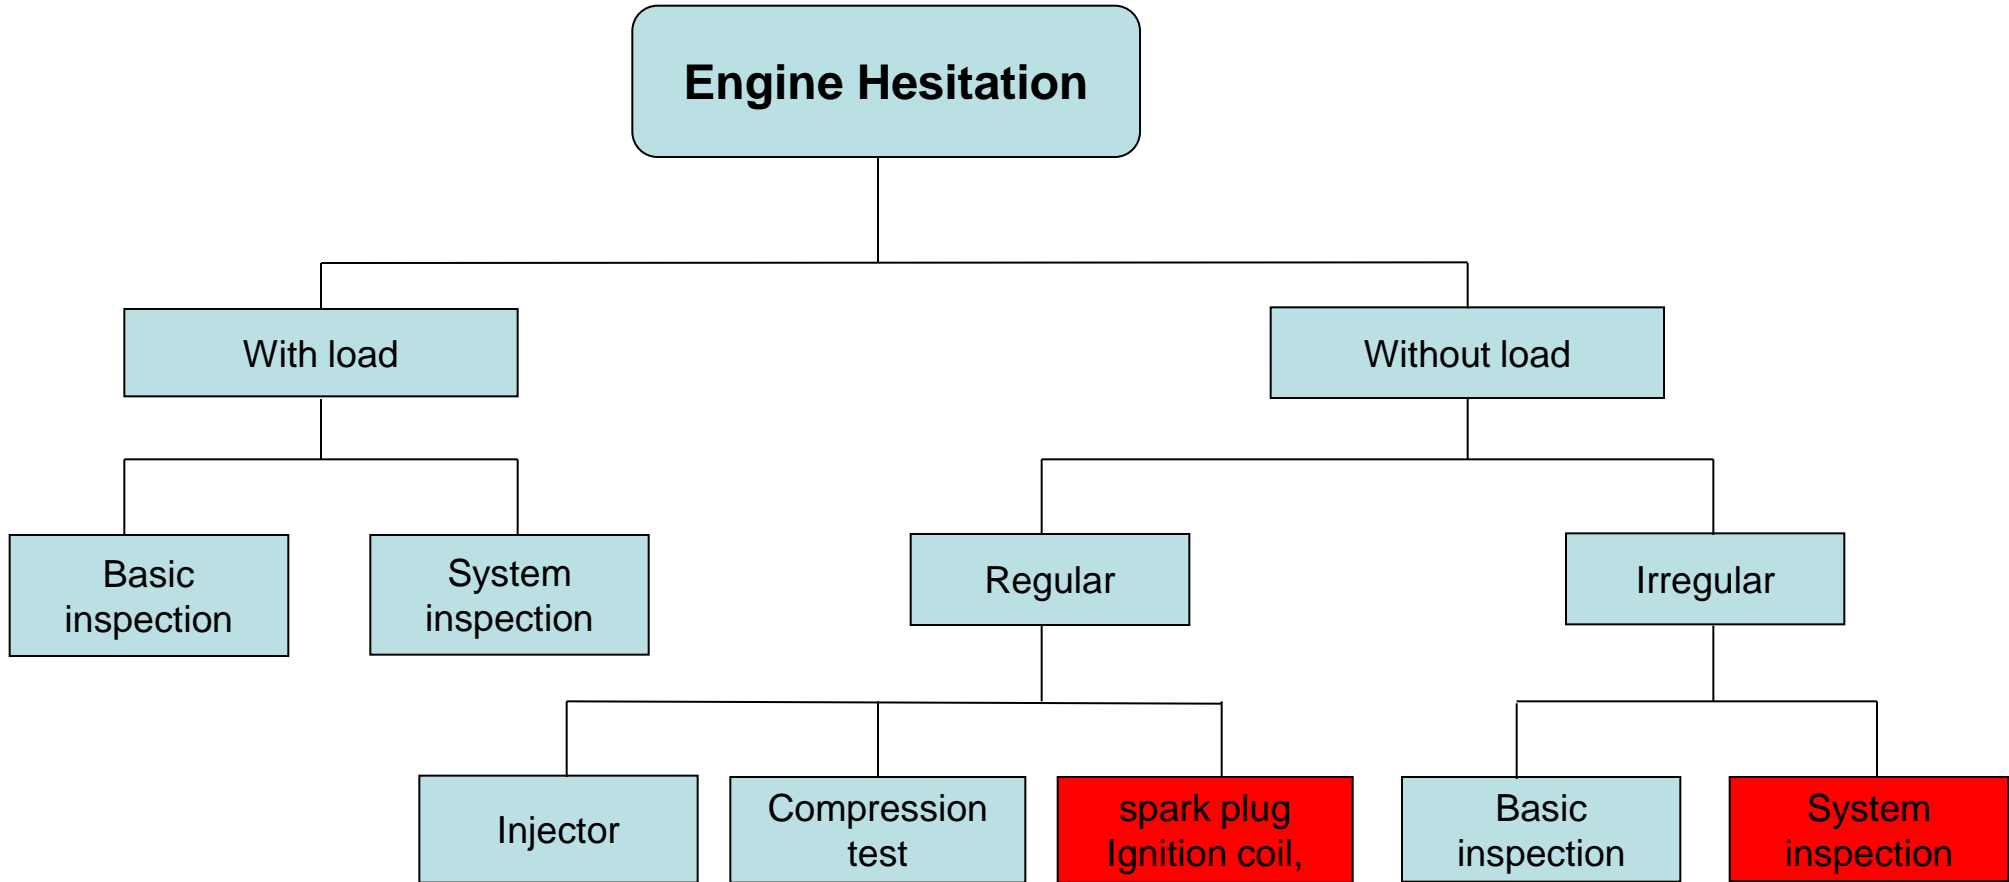 Engine Hesitation
With load
Without load
Basic
inspection
System
inspection
Regular
Irregular
Injector
Compression
test
spark plug
Ignition coil,
Basic
inspection
System
inspection